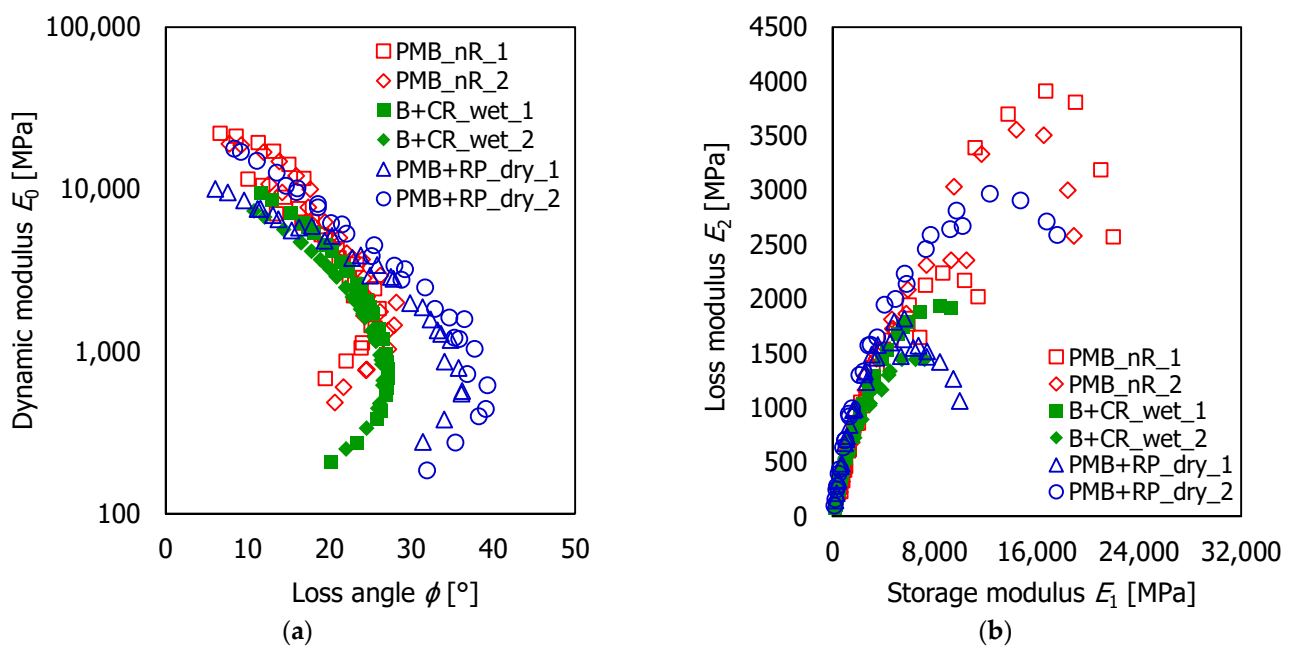 100,000
10,000
1,000
100
0 10 20 30 40 50
Dynamic modulus E0 [MPa]
Loss angle ϕ [°]
PMB_nR_1
PMB_nR_2
B+CR_wet_1
B+CR_wet_2
PMB+RP_dry_1
PMB+RP_dry_2
(a)
4500
4000
3500
3000
2500
2000
1500
1000
500
0
0 8,000 16,000 24,000 32,000
Loss modulus E2 [MPa]
Storage modulus E1 [MPa]
PMB_nR_1
PMB_nR_2
B+CR_wet_1
B+CR_wet_2
PMB+RP_dry_1
PMB+RP_dry_2
(b)